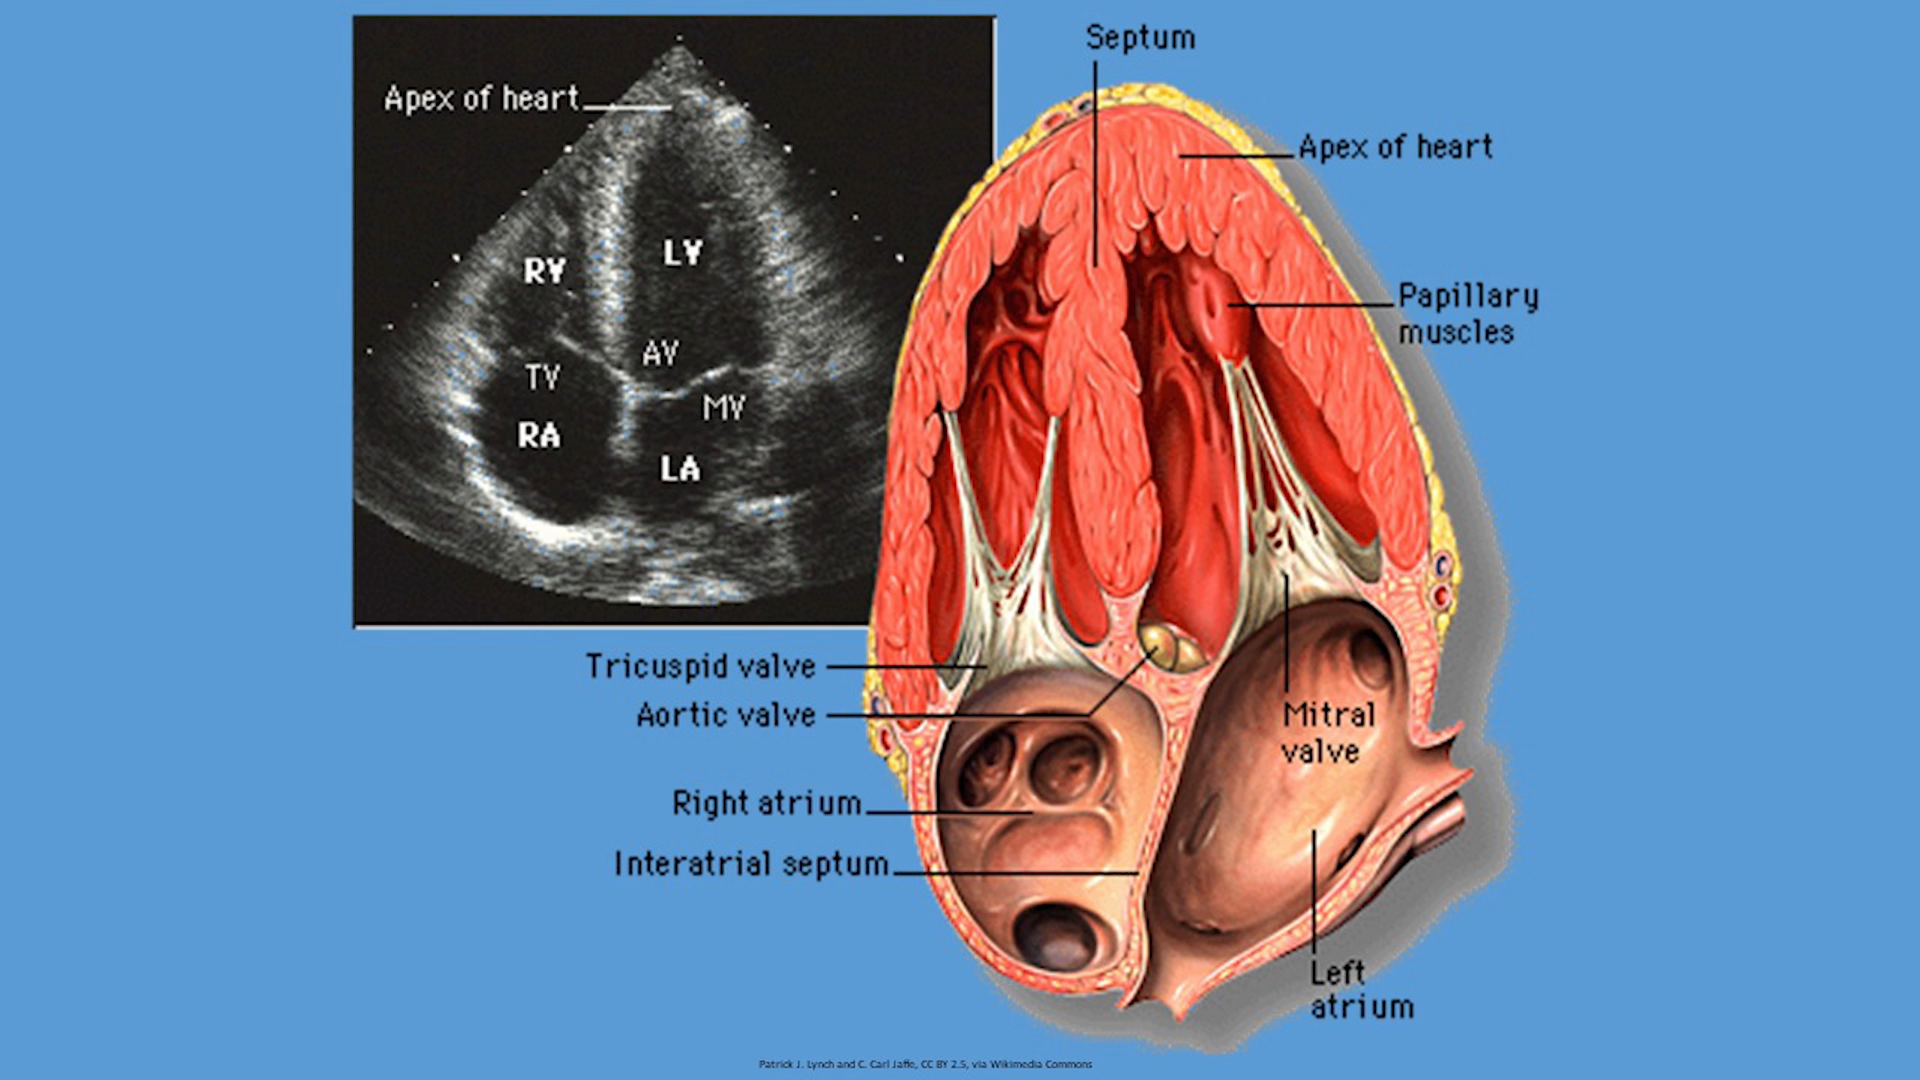 Septum
Apex of heart
Apex of heart
LV
RV
Papillary
muscles
AV
TV
MV
RA
LA
Tricuspid valve
Aortic valve
Mitral
valve
Right atrium
Interatrial septum
Left
atrium
Patrick J. Lynch and C. Carl Jaffe, CC BY 2.5, via Wikimedia Commons